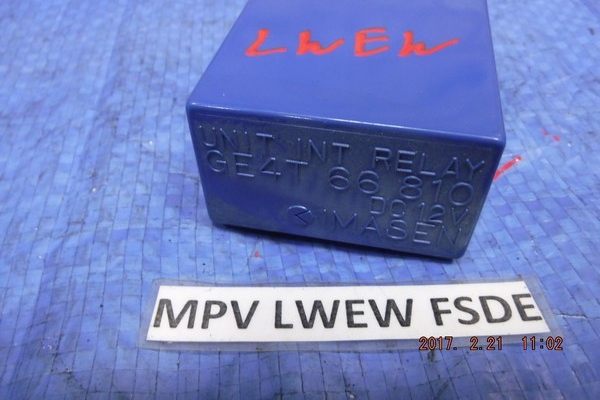 LWEW
UNIT INT RELAY
GE4T 66 810
DC12V
IMASEN
MPV LWEW FSDE
2017. 2.21 11:02